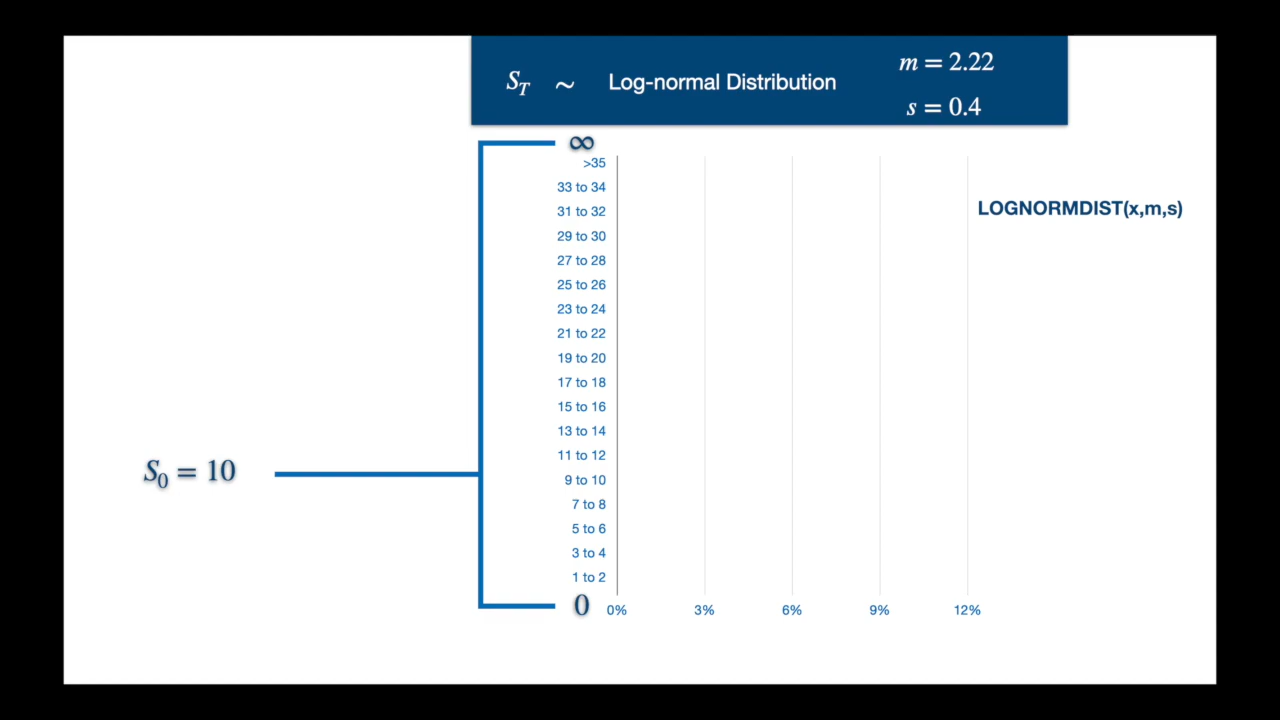 S_T ~ Log-normal Distribution
m = 2.22
s = 0.4
∞
>35
33 to 34
31 to 32
LOGNORMDIST(x,m,s)
29 to 30
27 to 28
25 to 26
23 to 24
21 to 22
19 to 20
17 to 18
15 to 16
13 to 14
11 to 12
S_0 = 10
9 to 10
7 to 8
5 to 6
3 to 4
1 to 2
0
0% 3% 6% 9% 12%